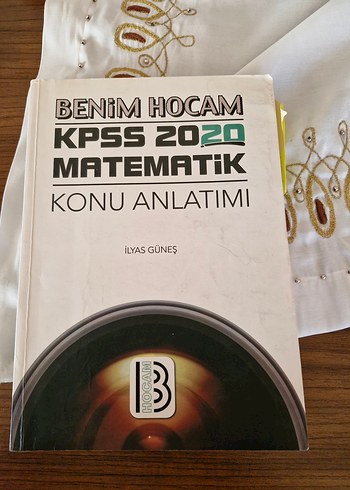 BENİM HOCAM
KPSS 2020
MATEMATİK
KONU ANLATIMI
İLYAS GÜNEŞ
B
HOCAM